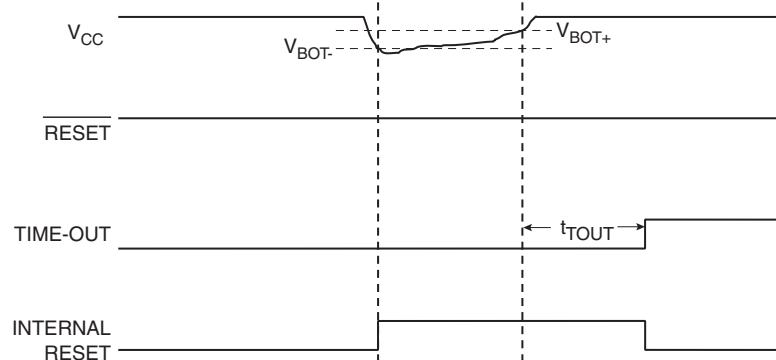 VCC
VBOT-
VBOT+
RESET
TIME-OUT
tTOUT
INTERNAL
RESET